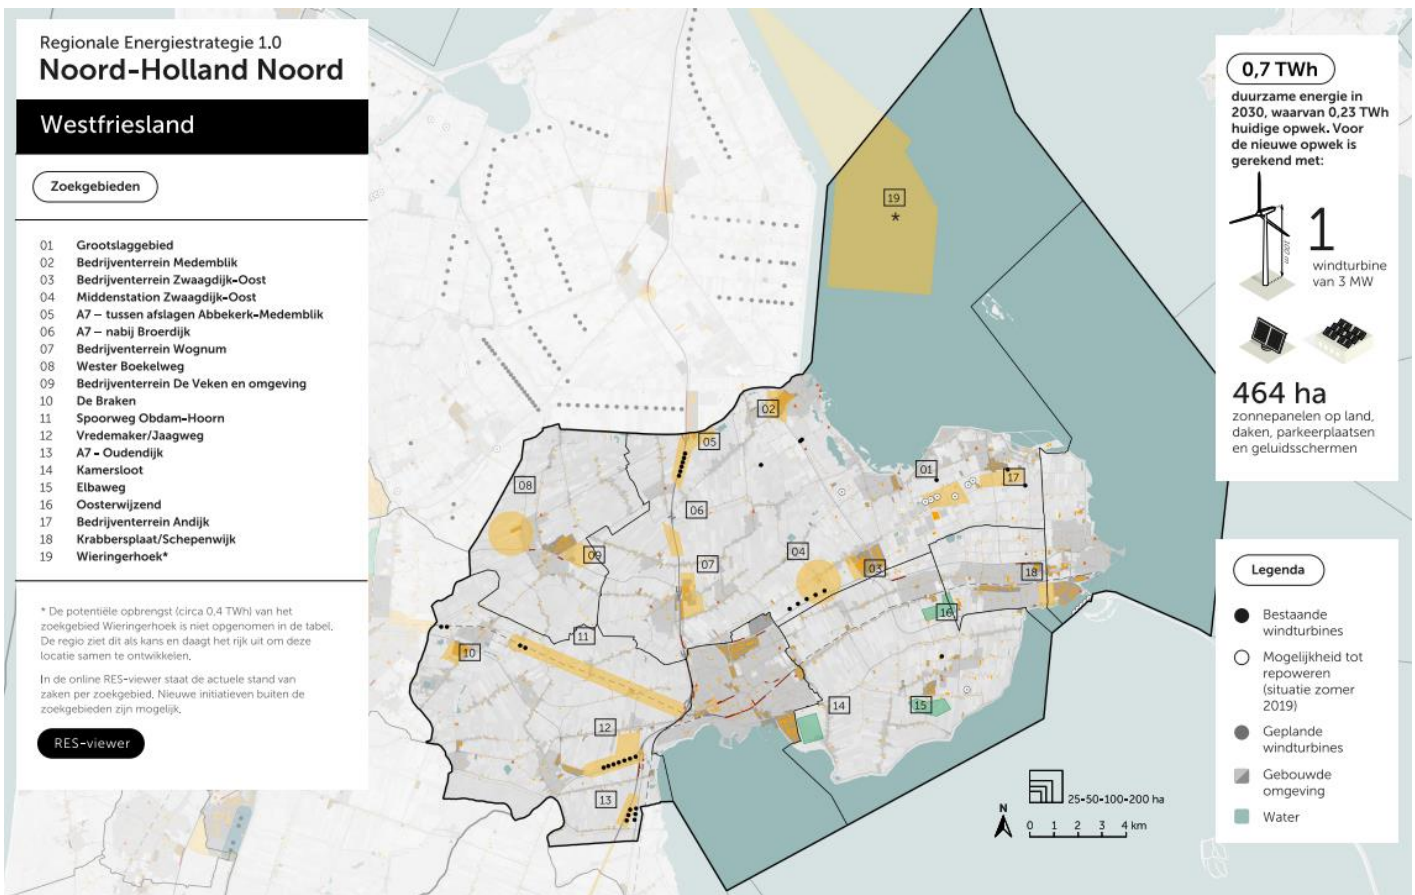 Regionale Energiestrategie 1.0
Noord-Holland Noord
Westfriesland
Zoekgebieden
01 Grootslaggebied
02 Bedrijventerrein Medemblik
03 Bedrijventerrein Zwaagdijk-Oost
04 Middenstation Zwaagdijk-Oost
05 A7 – tussen afslagen Abbekerk-Medemblik
06 A7 – nabij Broerdijk
07 Bedrijventerrein Wognum
08 Wester Boekelweg
09 Bedrijventerrein De Veken en omgeving
10 De Braken
11 Spoorweg Obdam-Hoorn
12 Vredemaker/Jaagweg
13 A7 - Oudendijk
14 Kamersloot
15 Elbaweg
16 Oosterwijzend
17 Bedrijventerrein Andijk
18 Krabbersplaat/Schepenwijk
19 Wieringerhoek*
* De potentiële opbrengst (circa 0,4 TWh) van het
zoekgebied Wieringerhoek is niet opgenomen in de tabel.
De regio ziet dit als kans en daagt het rijk uit om deze
locatie samen te ontwikkelen.
In de online RES-viewer staat de actuele stand van
zaken per zoekgebied. Nieuwe initiatieven buiten de
zoekgebieden zijn mogelijk.
RES-viewer
19
*
02
05
01
17
08
06
09
04
03
07
18
16
11
10
14
15
12
13
25-50-100-200 ha
N
0 1 2 3 4 km
0,7 TWh
duurzame energie in
2030, waarvan 0,23 TWh
huidige opwek. Voor
de nieuwe opwek is
gerekend met:
100 m
1
windturbine
van 3 MW
464 ha
zonnepanelen op land,
daken, parkeerplaatsen
en geluidsschermen
Legenda
Bestaande
windturbines
Mogelijkheid tot
repoweren
(situatie zomer
2019)
Geplande
windturbines
Gebouwde
omgeving
Water